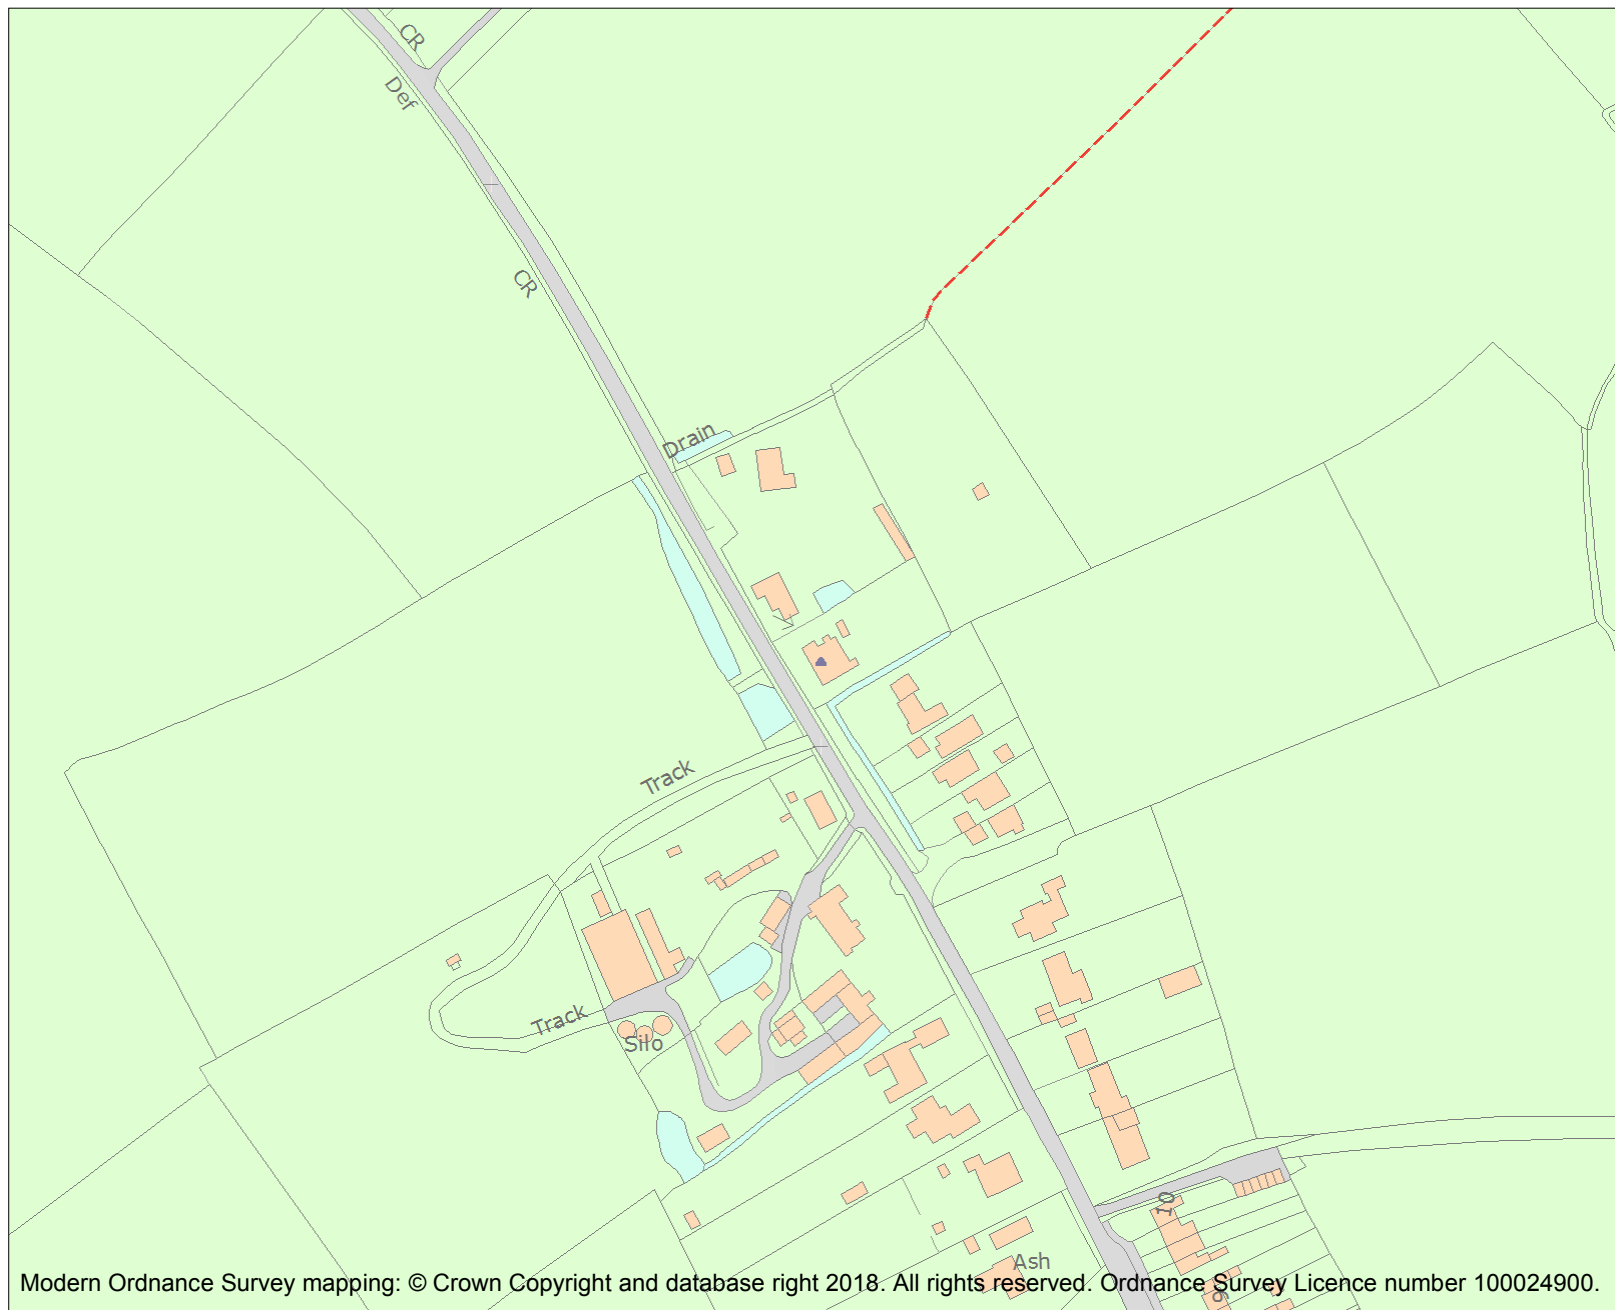 CR
Def
CR
Drain
Track
Track
Silo
10
Ash
Modern Ordnance Survey mapping: © Crown Copyright and database right 2018. All rights reserved. Ordnance Survey Licence number 100024900.